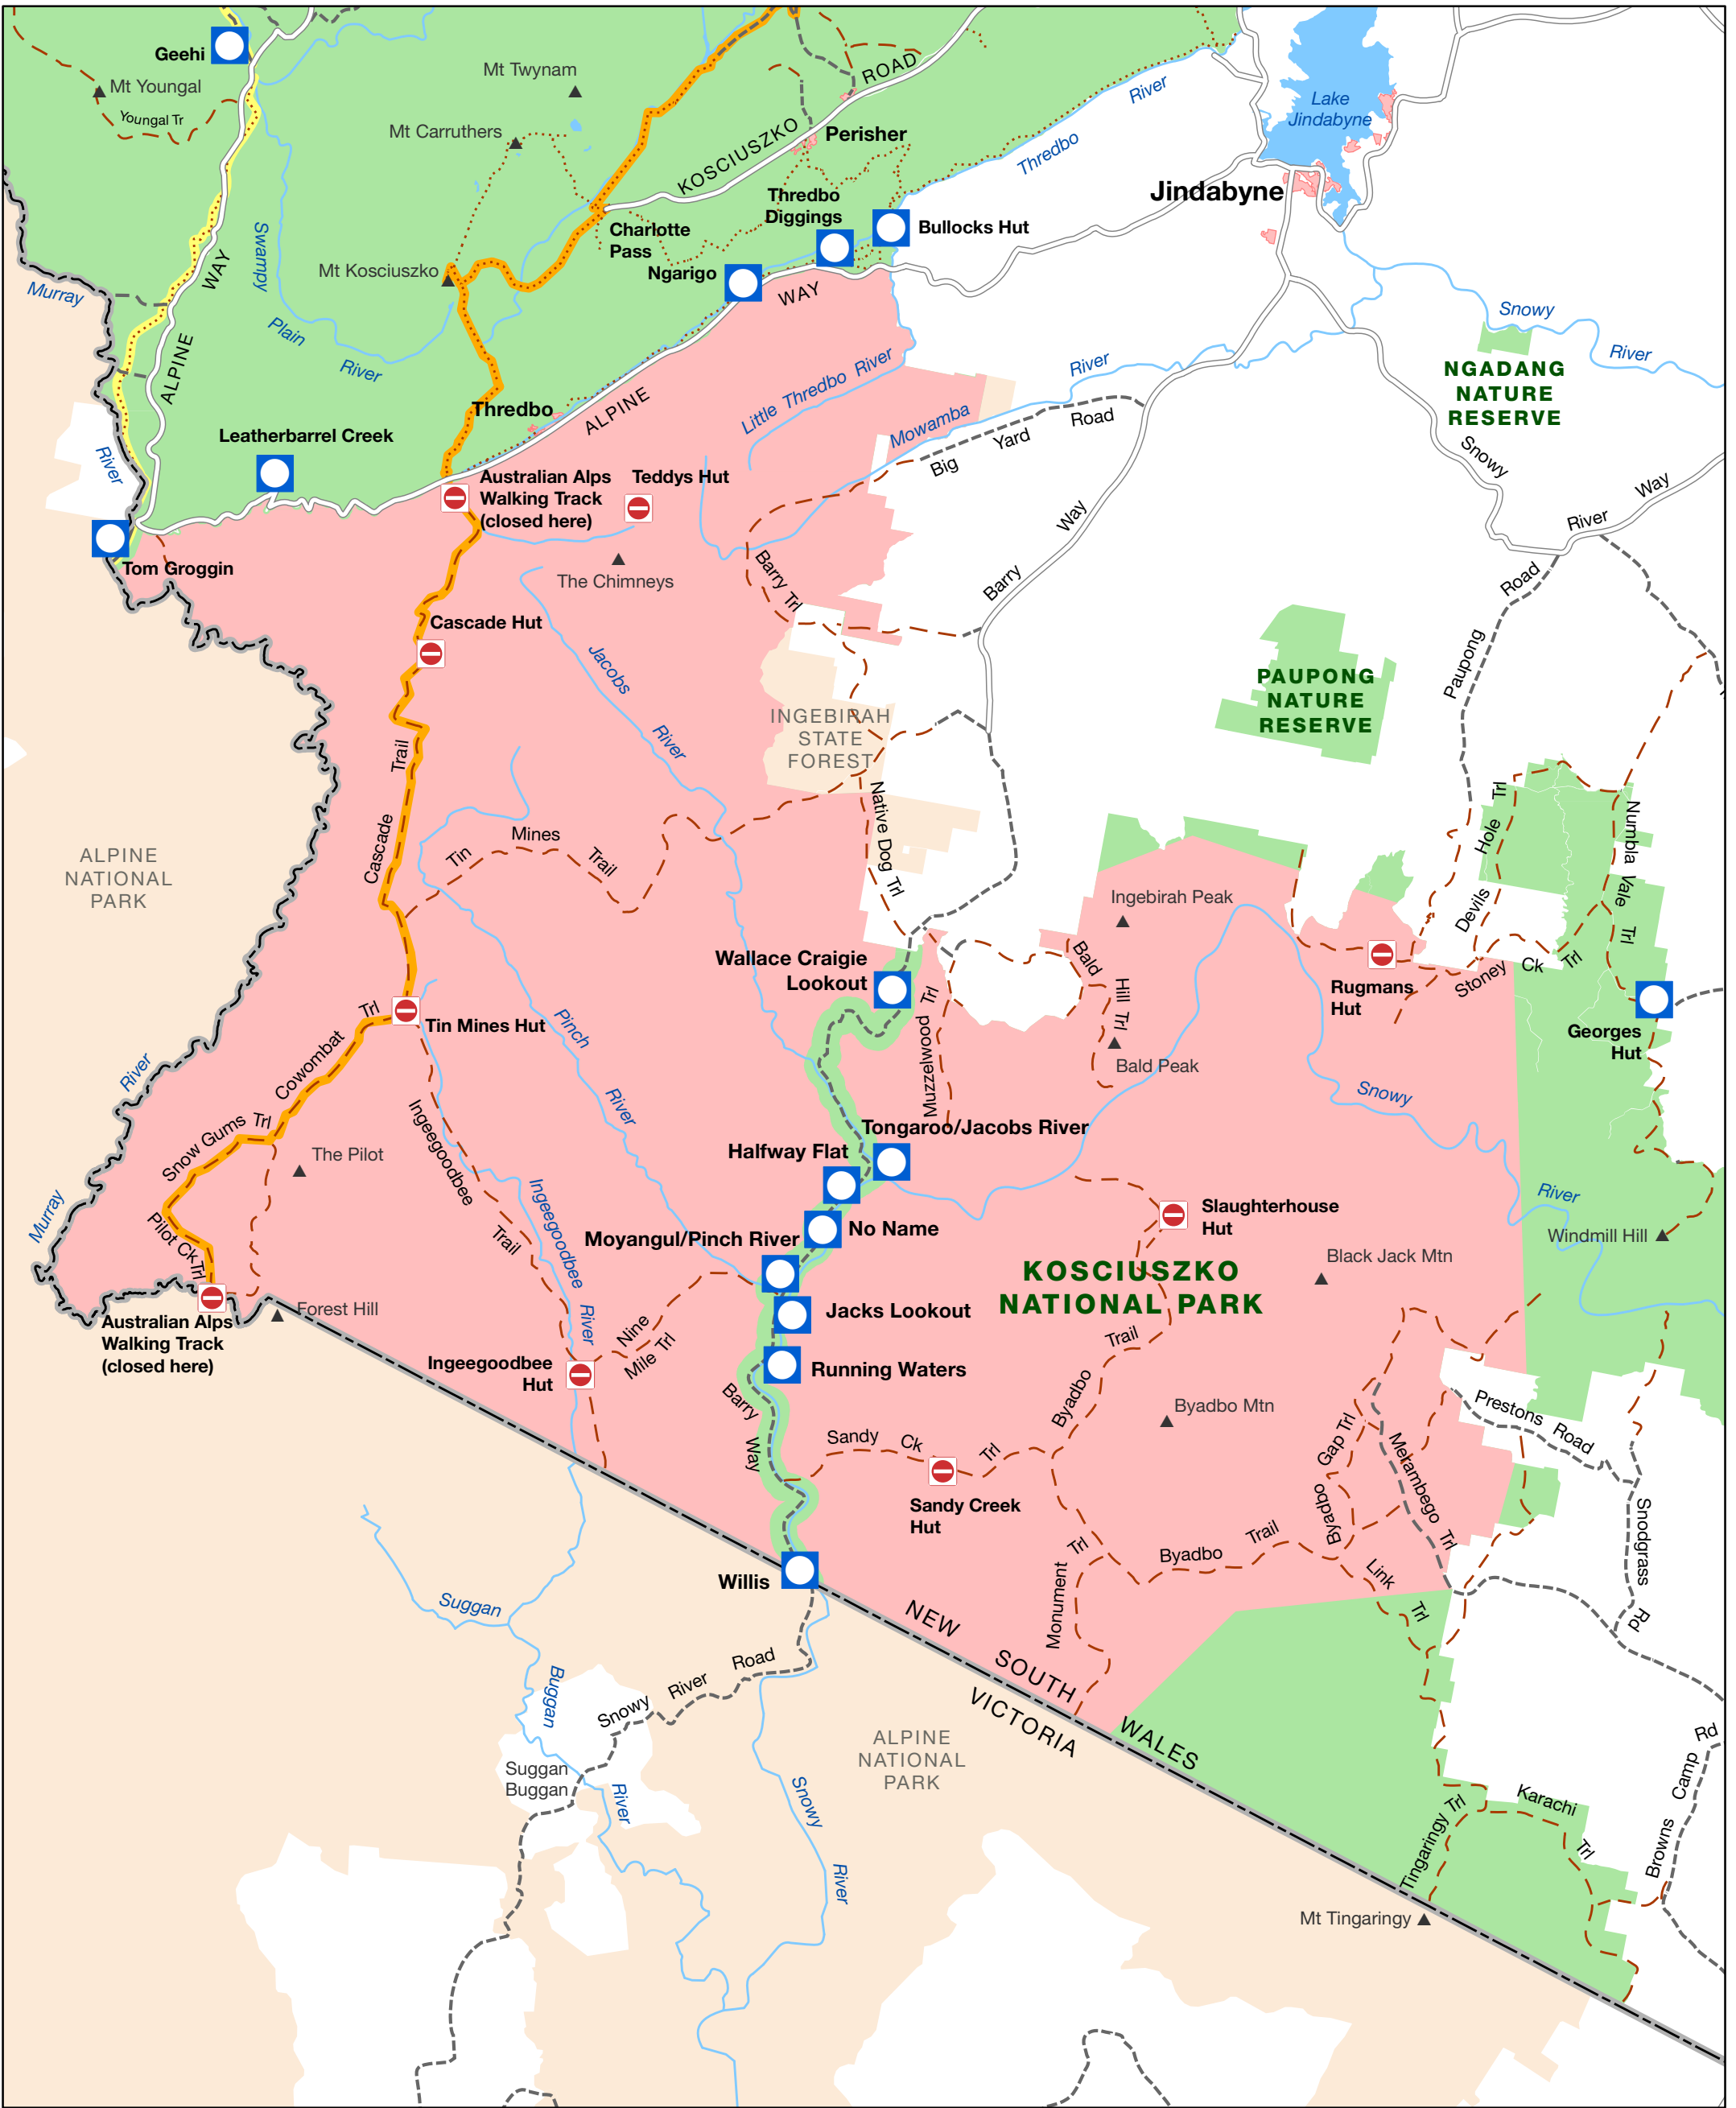 Geehi
Mt Youngal
Youngal Tr
Mt Twynam
Mt Carruthers
KOSCIUSZKO
ROAD
Perisher
Thredbo
River
Lake
Jindabyne
Jindabyne
Thredbo
Diggings
Bullocks Hut
Charlotte
Pass
Ngarigo
Mt Kosciuszko
Murray
River
Swampy
Plain
River
ALPINE
WAY
ALPINE
WAY
Snowy
River
NGADANG
NATURE
RESERVE
Little Thredbo River
Mowamba
River
Big
Yard
Road
Thredbo
Leatherbarrel Creek
Australian Alps
Walking Track
(closed here)
Teddys Hut
The Chimneys
Tom Groggin
Snowy
River
Way
Barry
Way
Barry Trl
Cascade Hut
Jacobs
River
Paupong
Road
PAUPONG
NATURE
RESERVE
INGEBIRAH
STATE
FOREST
Cascade
Trail
Tin
Mines
Trail
Native Dog Trl
ALPINE
NATIONAL
PARK
Devils
Hole
Trl
Numbla
Vale
Trl
Ingebirah Peak
Wallace Craigie
Lookout
Bald
Hill
Trl
Bald Peak
Rugmans
Hut
Stoney
Ck
Trl
Georges
Hut
Muzzelwood
Trl
Tin Mines Hut
Pinch
River
Cowombat
Trl
River
Murray
Snow Gums
Trl
The Pilot
Pilot Ck
Trl
Ingeegoodbee
Trail
Ingeegoodbee
River
Snowy
River
Tongaroo/Jacobs River
Halfway Flat
No Name
Moyangul/Pinch River
Jacks Lookout
Running Waters
Slaughterhouse
Hut
KOSCIUSZKO
NATIONAL PARK
Black Jack Mtn
Windmill Hill
Forest Hill
Australian Alps
Walking Track
(closed here)
Ingeegoodbee
Hut
Nine
Mile Trl
Barry
Way
Byadbo
Trail
Byadbo Mtn
Sandy
Ck
Trl
Sandy Creek
Hut
Byadbo
Gap Trl
Merambego
Trl
Prestons
Road
Snodgrass
Rd
Willis
Monument
Trl
Byadbo
Trail
Link
Trl
NEW
SOUTH
WALES
VICTORIA
Suggan
Buggan
River
Snowy
River
Road
Suggan
Buggan
ALPINE
NATIONAL
PARK
Snowy
River
Tingaringy
Trl
Karachi
Trl
Browns
Camp
Rd
Mt Tingaringy